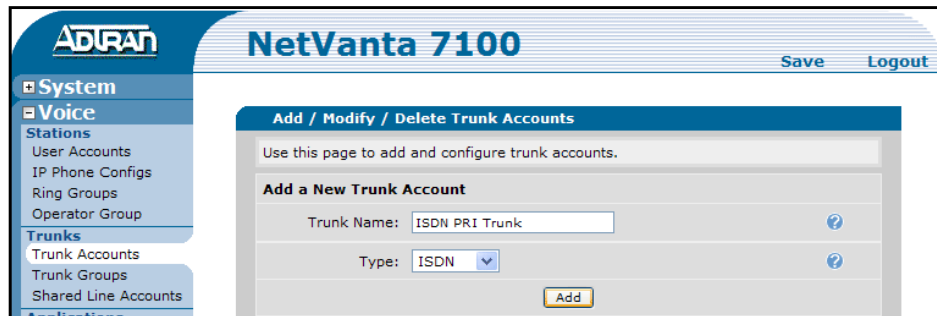 ADTRAN
NetVanta 7100
Save Logout
System
Voice
Stations
User Accounts
IP Phone Configs
Ring Groups
Operator Group
Trunks
Trunk Accounts
Trunk Groups
Shared Line Accounts
Applications
Add / Modify / Delete Trunk Accounts
Use this page to add and configure trunk accounts.
Add a New Trunk Account
Trunk Name: ISDN PRI Trunk ?
Type: ISDN ?
Add